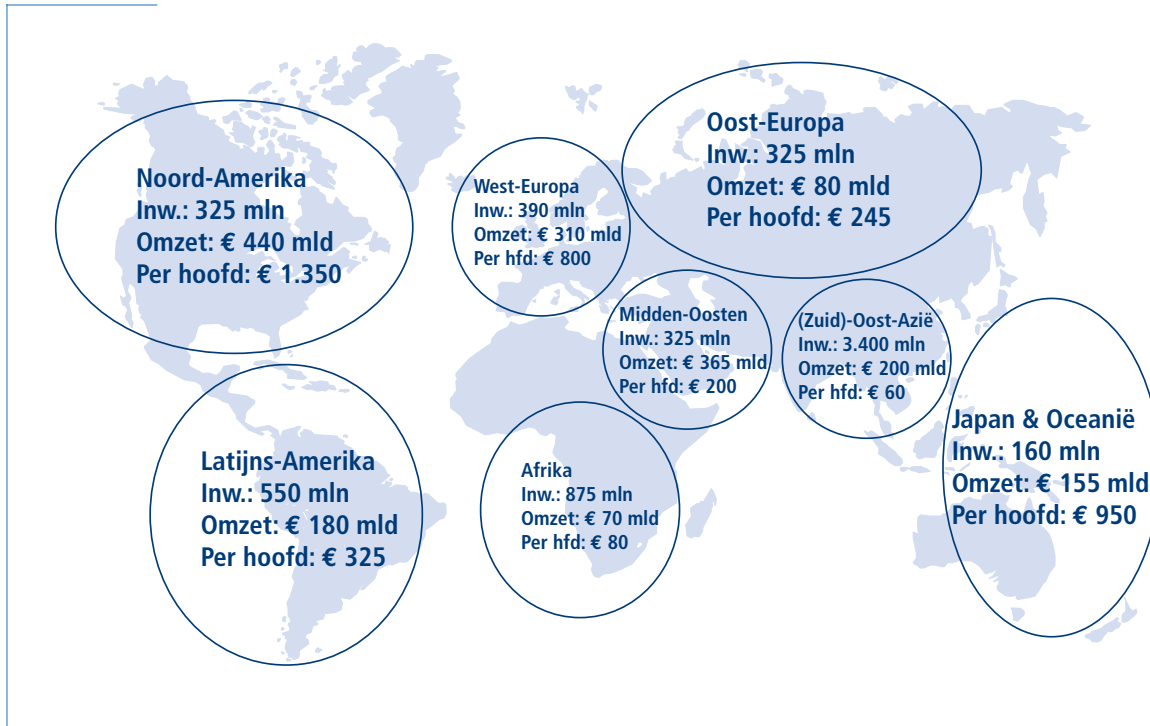 Noord-Amerika
Inw.: 325 mln
Omzet: € 440 mld
Per hoofd: € 1.350
West-Europa
Inw.: 390 mln
Omzet: € 310 mld
Per hfd: € 800
Oost-Europa
Inw.: 325 mln
Omzet: € 80 mld
Per hoofd: € 245
Midden-Oosten
Inw.: 325 mln
Omzet: € 365 mld
Per hfd: € 200
(Zuid)-Oost-Azië
Inw.: 3.400 mln
Omzet: € 200 mld
Per hfd: € 60
Japan & Oceanië
Inw.: 160 mln
Omzet: € 155 mld
Per hoofd: € 950
Latijns-Amerika
Inw.: 550 mln
Omzet: € 180 mld
Per hoofd: € 325
Afrika
Inw.: 875 mln
Omzet: € 70 mld
Per hfd: € 80